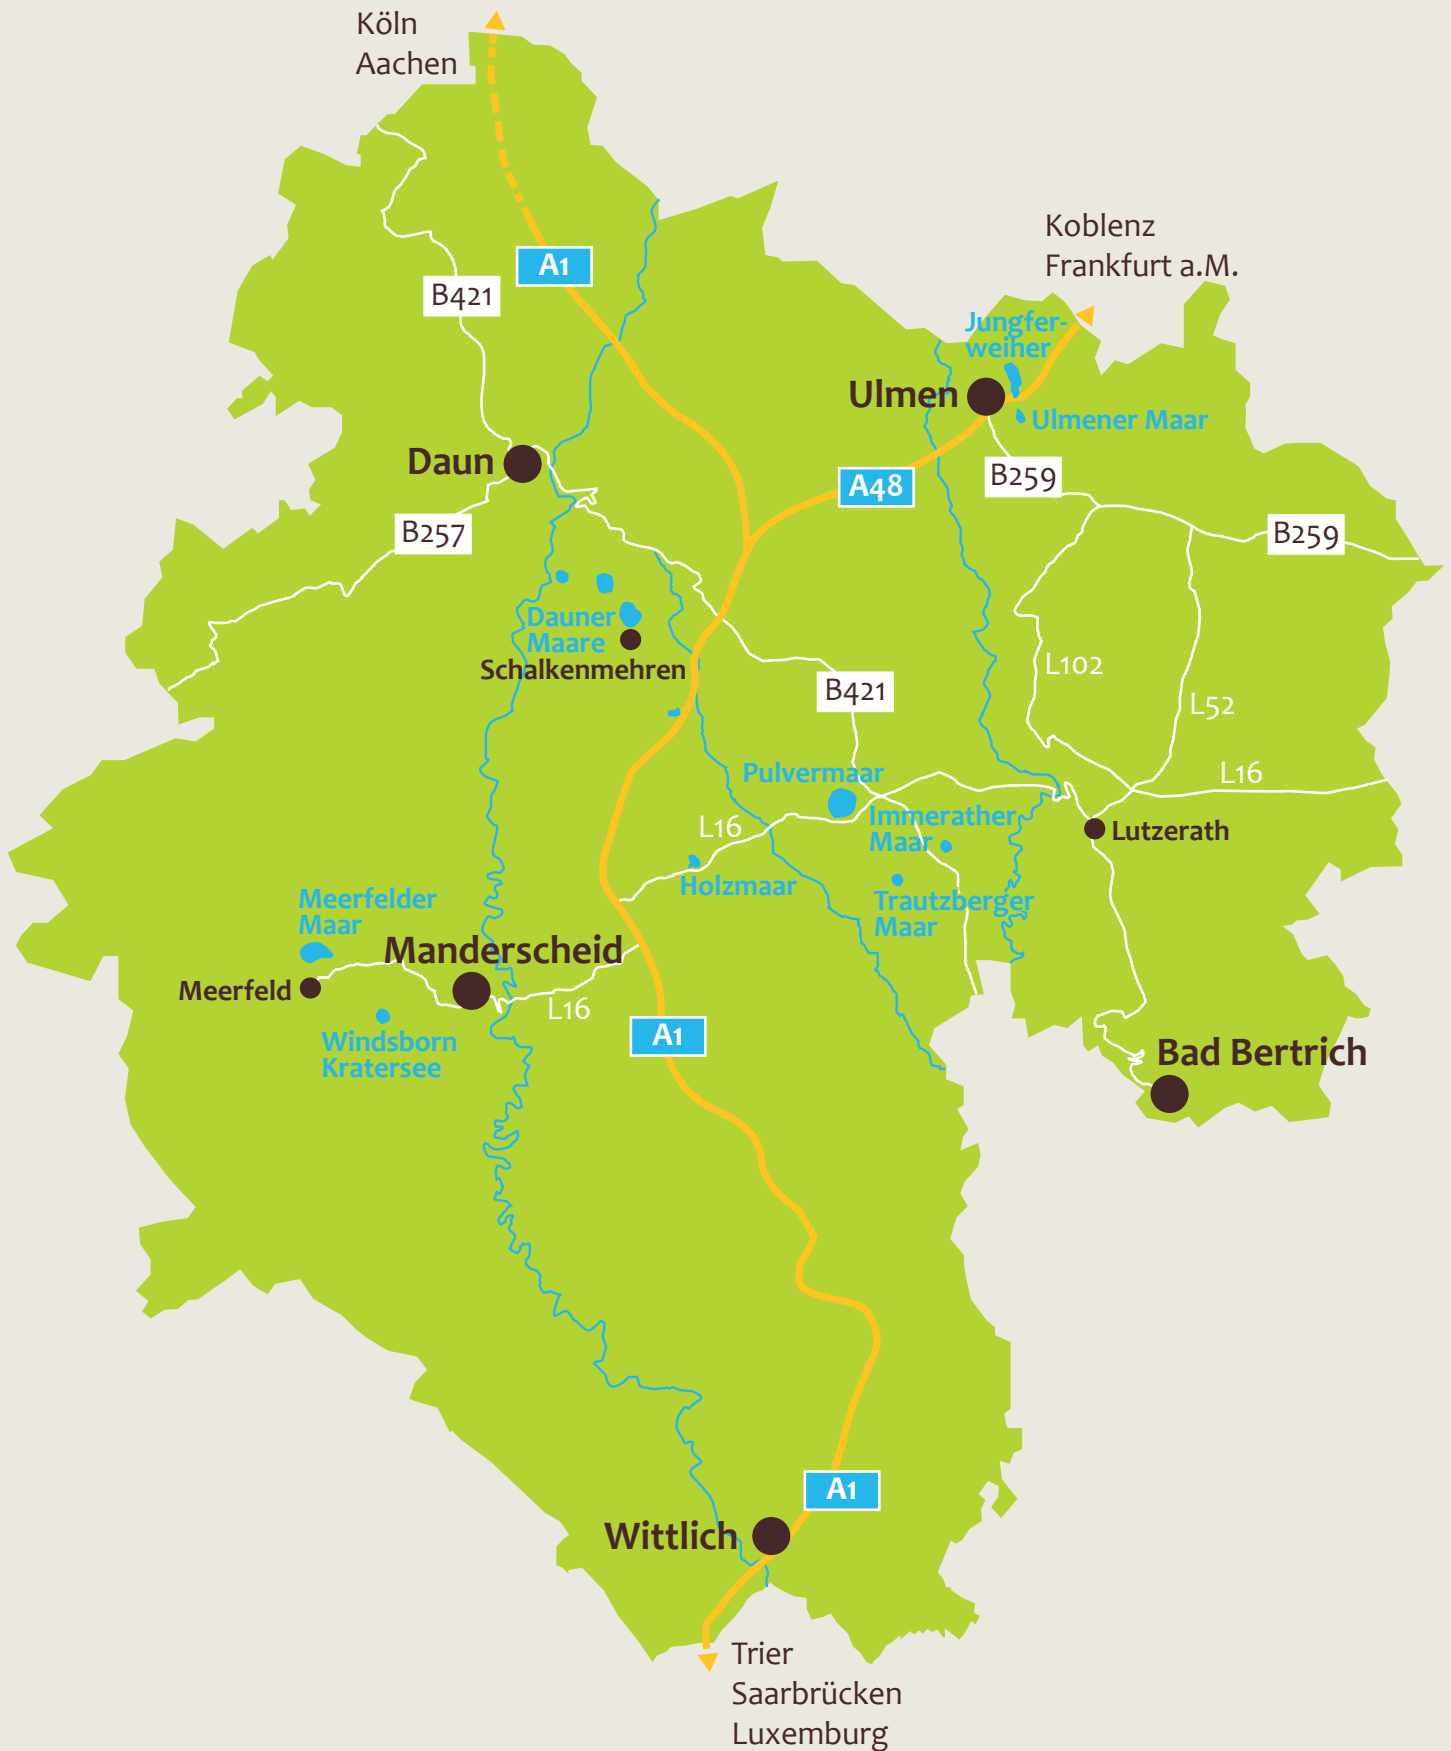 Köln
Aachen
Koblenz
Frankfurt a.M.
A1
B421
Jungfer-
weiher
Ulmen
Ulmener Maar
Daun
A48
B259
B257
B259
Dauner
Maare
Schalkenmehren
L102
B421
L52
Pulvermaar
L16
L16
Immerather
Maar
Lutzerath
Holzmaar
Meerfelder
Maar
Trautzberger
Maar
Manderscheid
Meerfeld
L16
Windsborn
Kratersee
A1
Bad Bertrich
A1
Wittlich
Trier
Saarbrücken
Luxemburg